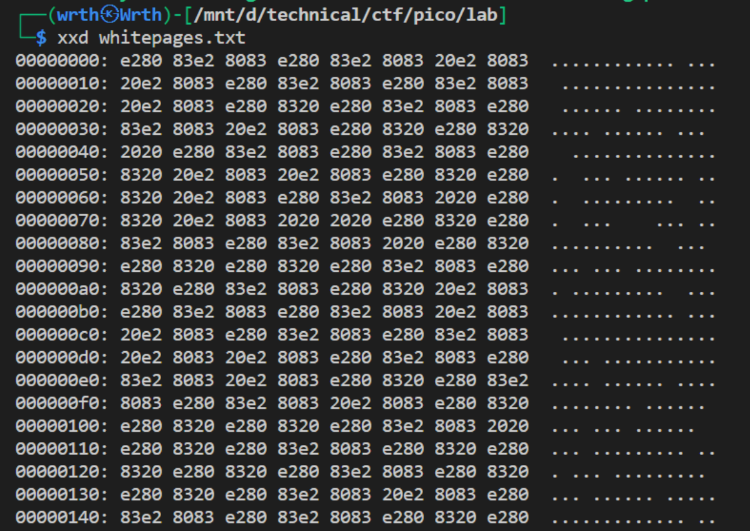 ┌──(wrth㉿Wrth)-[/mnt/d/technical/ctf/pico/lab]
└─$ xxd whitepages.txt
00000000: e280 83e2 8083 e280 83e2 8083 20e2 8083  ............ ...
00000010: 20e2 8083 e280 83e2 8083 e280 83e2 8083   ...............
00000020: 20e2 8083 e280 8320 e280 83e2 8083 e280   ...... ........
00000030: 83e2 8083 20e2 8083 e280 8320 e280 8320  .... ...... ... 
00000040: 2020 e280 83e2 8083 e280 83e2 8083 e280    ..............
00000050: 8320 20e2 8083 20e2 8083 e280 8320 e280  .  ... ...... ..
00000060: 8320 20e2 8083 e280 83e2 8083 2020 e280  .  .........  ..
00000070: 8320 20e2 8083 2020 2020 e280 8320 e280  .  ...    ... ..
00000080: 83e2 8083 e280 83e2 8083 2020 e280 8320  ..........  ... 
00000090: e280 8320 e280 8320 e280 83e2 8083 e280  ... ... ........
000000a0: 8320 e280 83e2 8083 e280 8320 20e2 8083  . .........  ...
000000b0: e280 83e2 8083 e280 83e2 8083 20e2 8083  ............ ...
000000c0: 20e2 8083 e280 83e2 8083 e280 83e2 8083   ...............
000000d0: 20e2 8083 20e2 8083 e280 83e2 8083 e280   ... ...........
000000e0: 83e2 8083 20e2 8083 e280 8320 e280 83e2  .... ...... ....
000000f0: 8083 e280 83e2 8083 20e2 8083 e280 8320  ........ ...... 
00000100: e280 8320 e280 8320 e280 83e2 8083 2020  ... ... ......  
00000110: e280 8320 e280 83e2 8083 e280 8320 e280  ... ......... ..
00000120: 8320 e280 8320 e280 83e2 8083 e280 8320  . ... ......... 
00000130: e280 8320 e280 83e2 8083 20e2 8083 e280  ... ...... .....
00000140: 83e2 8083 e280 83e2 8083 e280 8320 e280  ............. ..